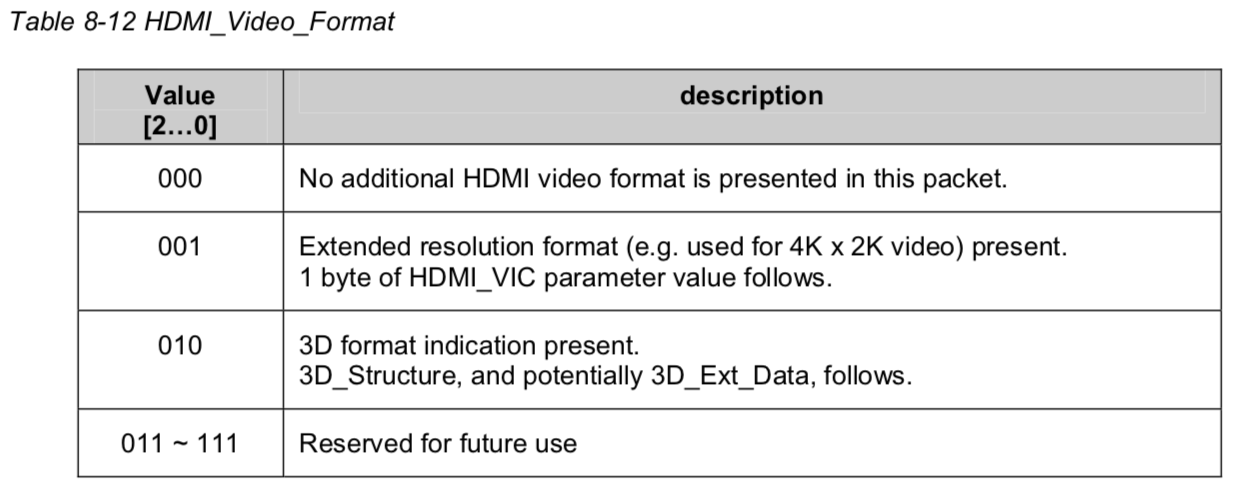 Table 8-12 HDMI_Video_Format
Value
[2…0]
description
000
No additional HDMI video format is presented in this packet.
001
Extended resolution format (e.g. used for 4K x 2K video) present.
1 byte of HDMI_VIC parameter value follows.
010
3D format indication present.
3D_Structure, and potentially 3D_Ext_Data, follows.
011 ~ 111
Reserved for future use